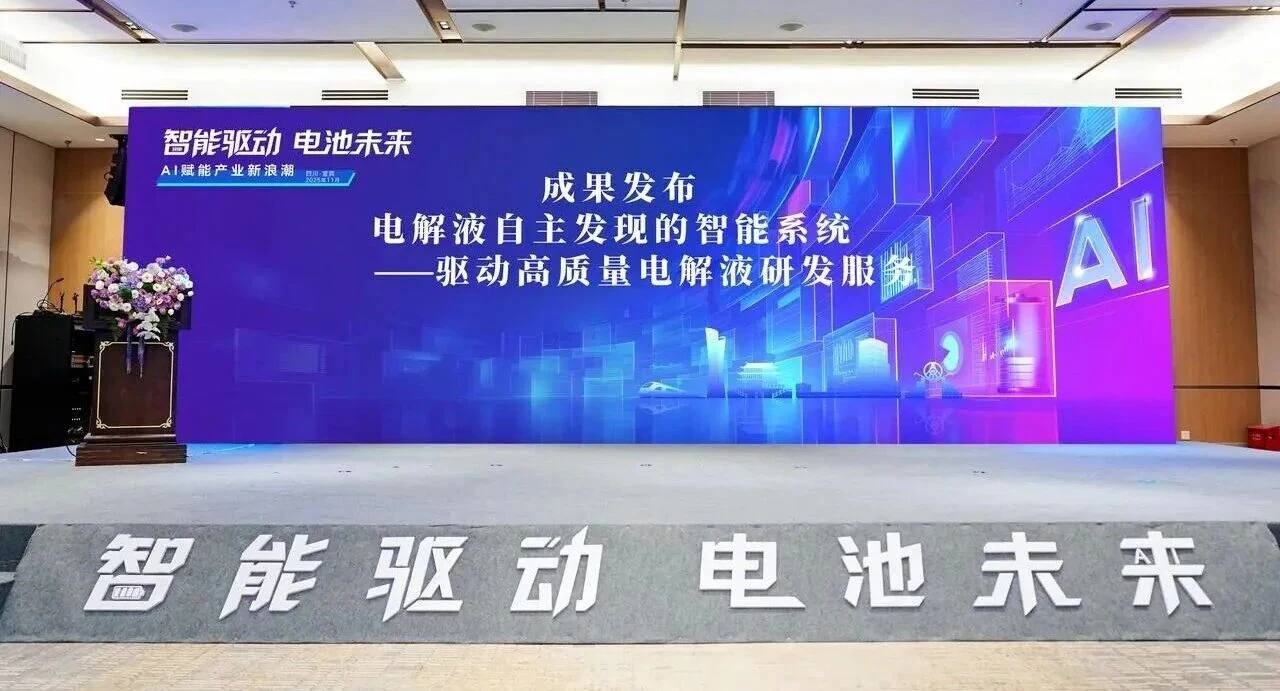 智能驱动 电池未来
AI赋能产业新浪潮
四川·宜宾
2025年11月
成果发布
电解液自主发现的智能系统
——驱动高质量电解液研发服务
AI
智能驱动 电池未来
AI